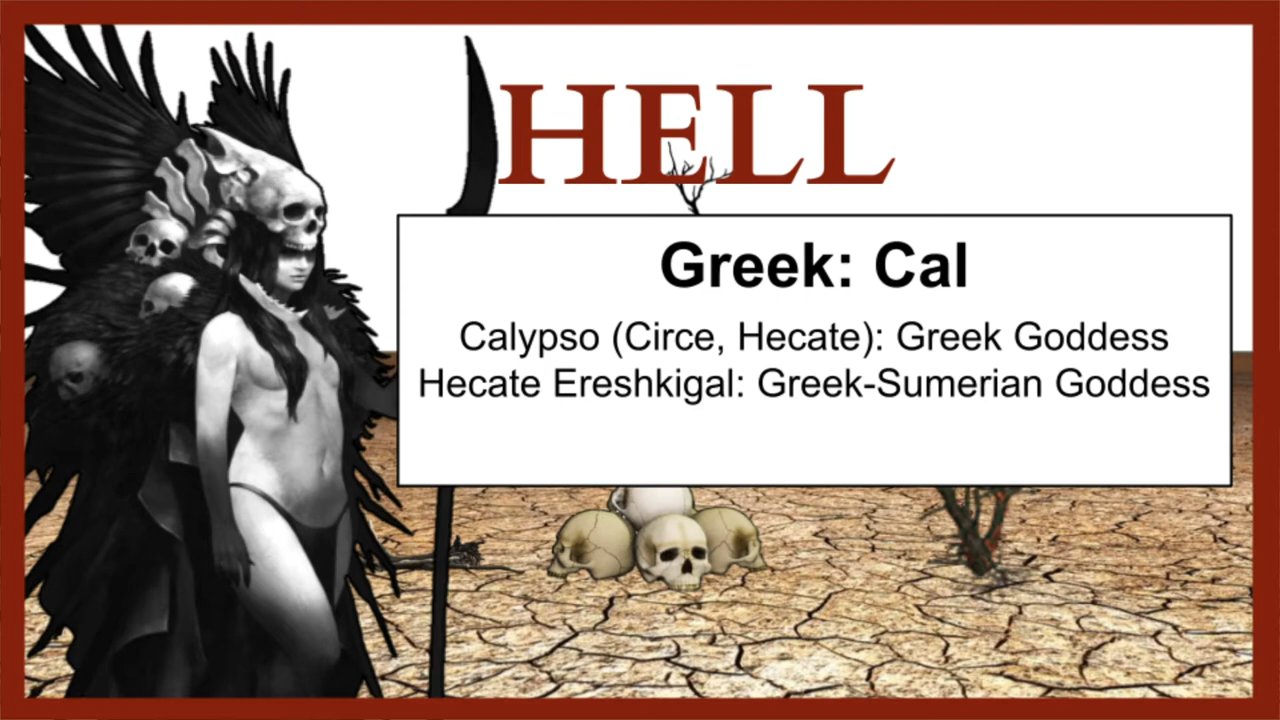 HELL
Greek: Cal
Calypso (Circe, Hecate): Greek Goddess
Hecate Ereshkigal: Greek-Sumerian Goddess